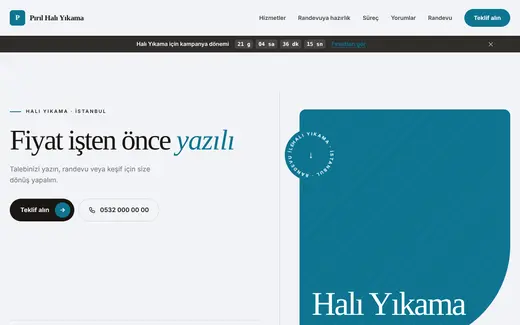 P Pırıl Halı Yıkama
Hizmetler Randevuya hazırlık Süreç Yorumlar Randevu Teklif alın
Halı Yıkama için kampanya dönemi 21 g 04 sa 36 dk 15 sn
HALI YIKAMA · İSTANBUL
Fiyat işten önce yazılı
Talebinizi yazın, randevu veya keşif için size
dönüş yapalım.
Teklif alın → 0532 000 00 00
HALI YIKAMA · İSTANBUL · RANDEVU
↓
Halı Yıkama